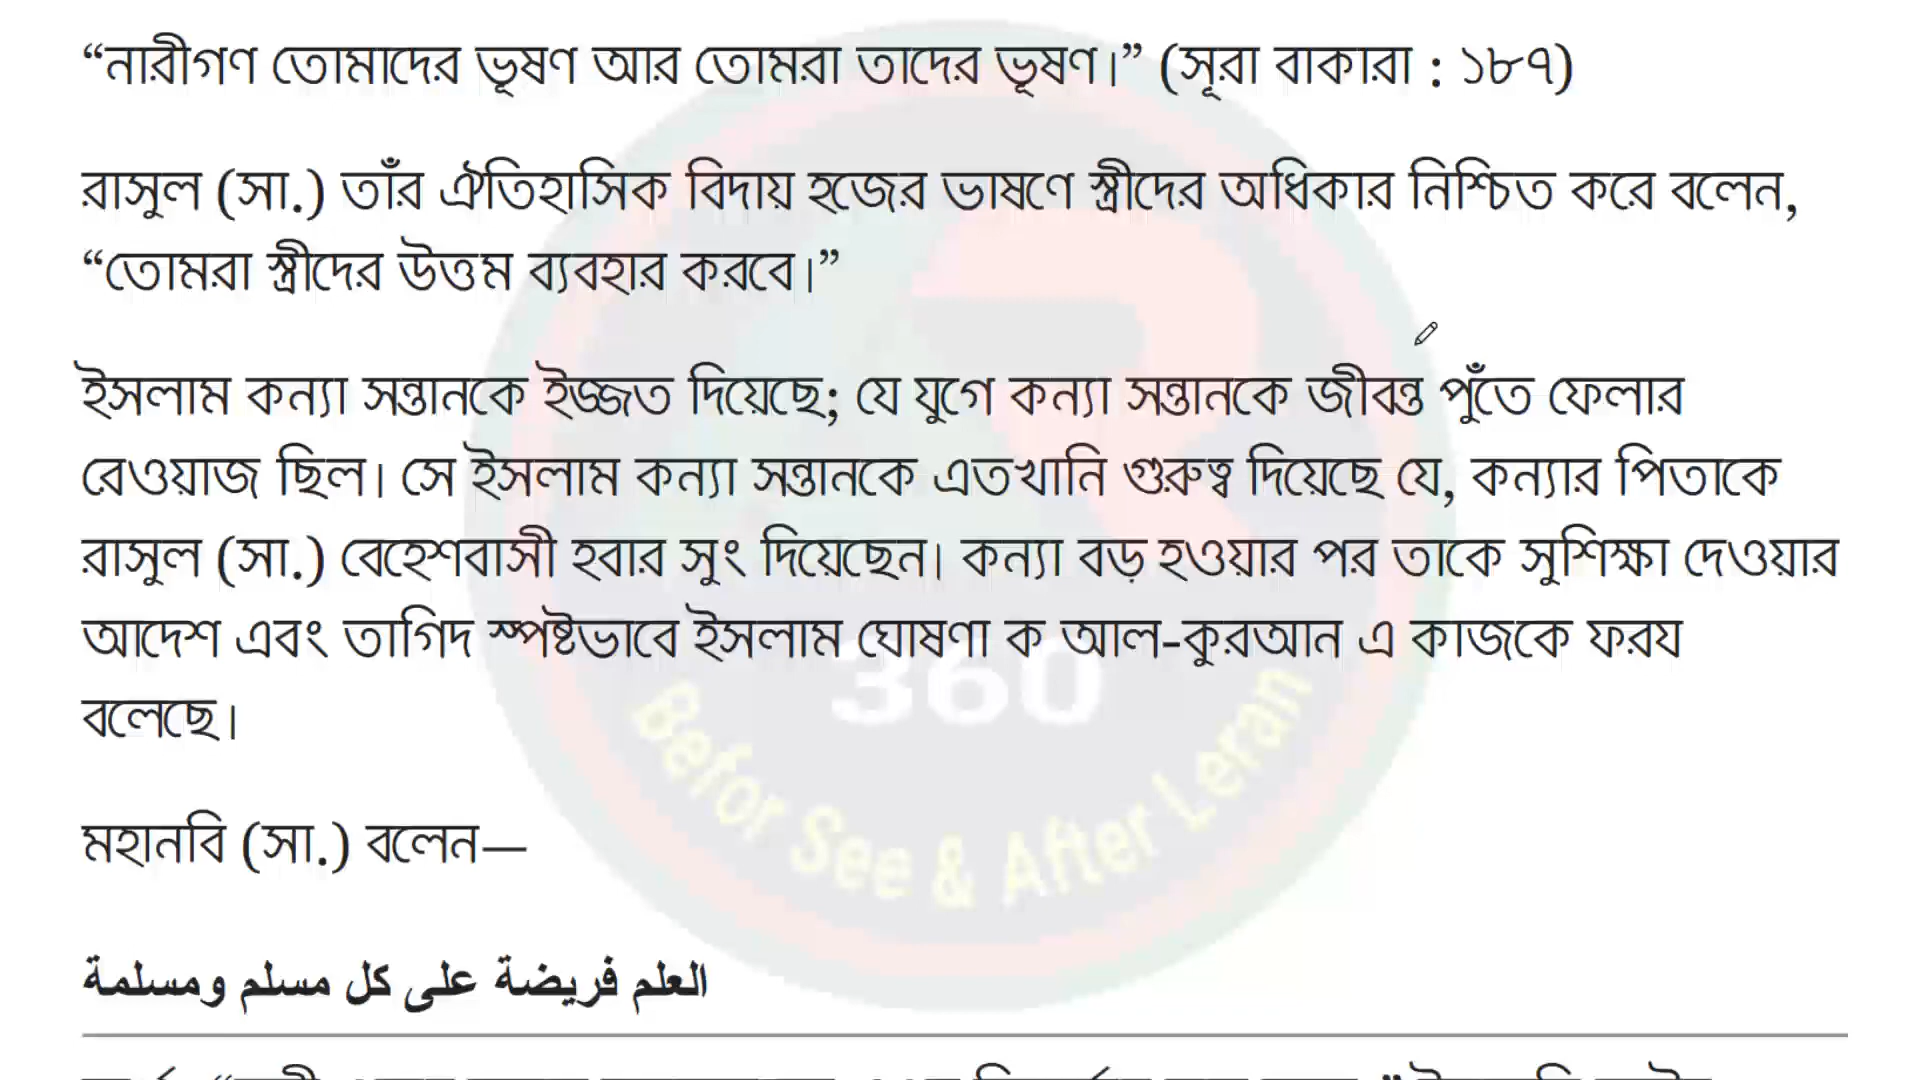 “নারীগণ তোমাদের ভূষণ আর তোমরা তাদের ভূষণ।” (সূরা বাকারা : ১৮৭)
রাসুল (সা.) তাঁর ঐতিহাসিক বিদায় হজের ভাষণে স্ত্রীদের অধিকার নিশ্চিত করে বলেন,
“তোমরা স্ত্রীদের উত্তম ব্যবহার করবে।”
ইসলাম কন্যা সন্তানকে ইজ্জত দিয়েছে; যে যুগে কন্যা সন্তানকে জীবন্ত পুঁতে ফেলার
রেওয়াজ ছিল। সে ইসলাম কন্যা সন্তানকে এতখানি গুরুত্ব দিয়েছে যে, কন্যার পিতাকে
রাসুল (সা.) বেহেশবাসী হবার সুং দিয়েছেন। কন্যা বড় হওয়ার পর তাকে সুশিক্ষা দেওয়ার
আদেশ এবং তাগিদ স্পষ্টভাবে ইসলাম ঘোষণা ক আল-কুরআন এ কাজকে ফরয
বলেছে।
360
Befor See & After Leran
মহানবি (সা.) বলেন—
العلم فريضة على كل مسلم ومسلمة